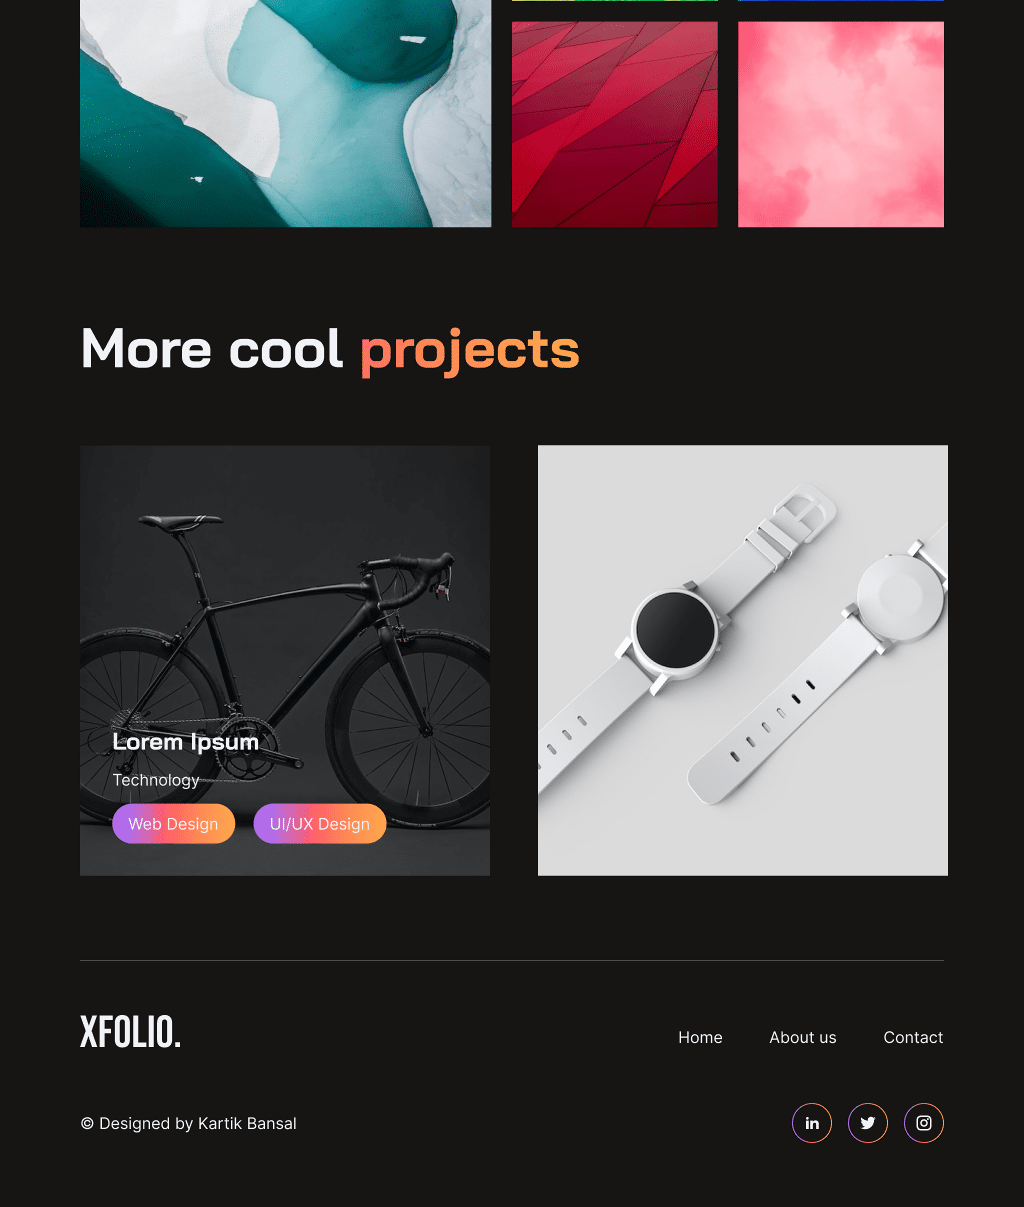 More cool projects
Lorem Ipsum
Technology
Web Design
UI/UX Design
XFOLIO.
Home
About us
Contact
© Designed by Kartik Bansal
in